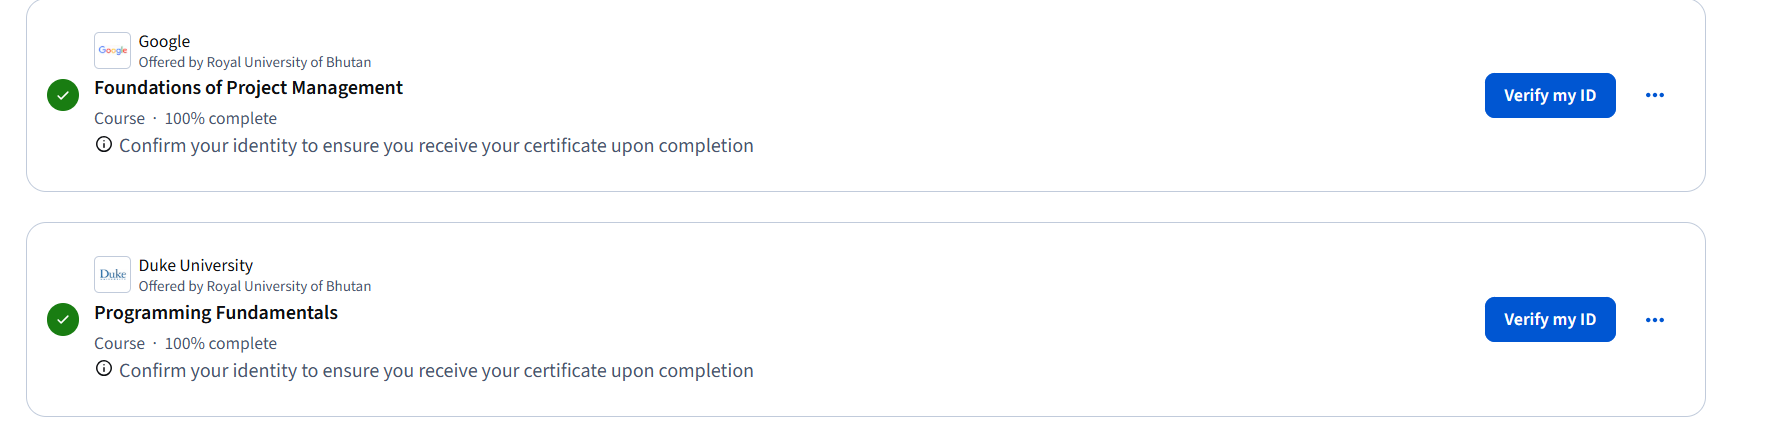 Google
Google
Offered by Royal University of Bhutan
Foundations of Project Management
Verify my ID
Course · 100% complete
Confirm your identity to ensure you receive your certificate upon completion
Duke
Duke University
Offered by Royal University of Bhutan
Programming Fundamentals
Verify my ID
Course · 100% complete
Confirm your identity to ensure you receive your certificate upon completion